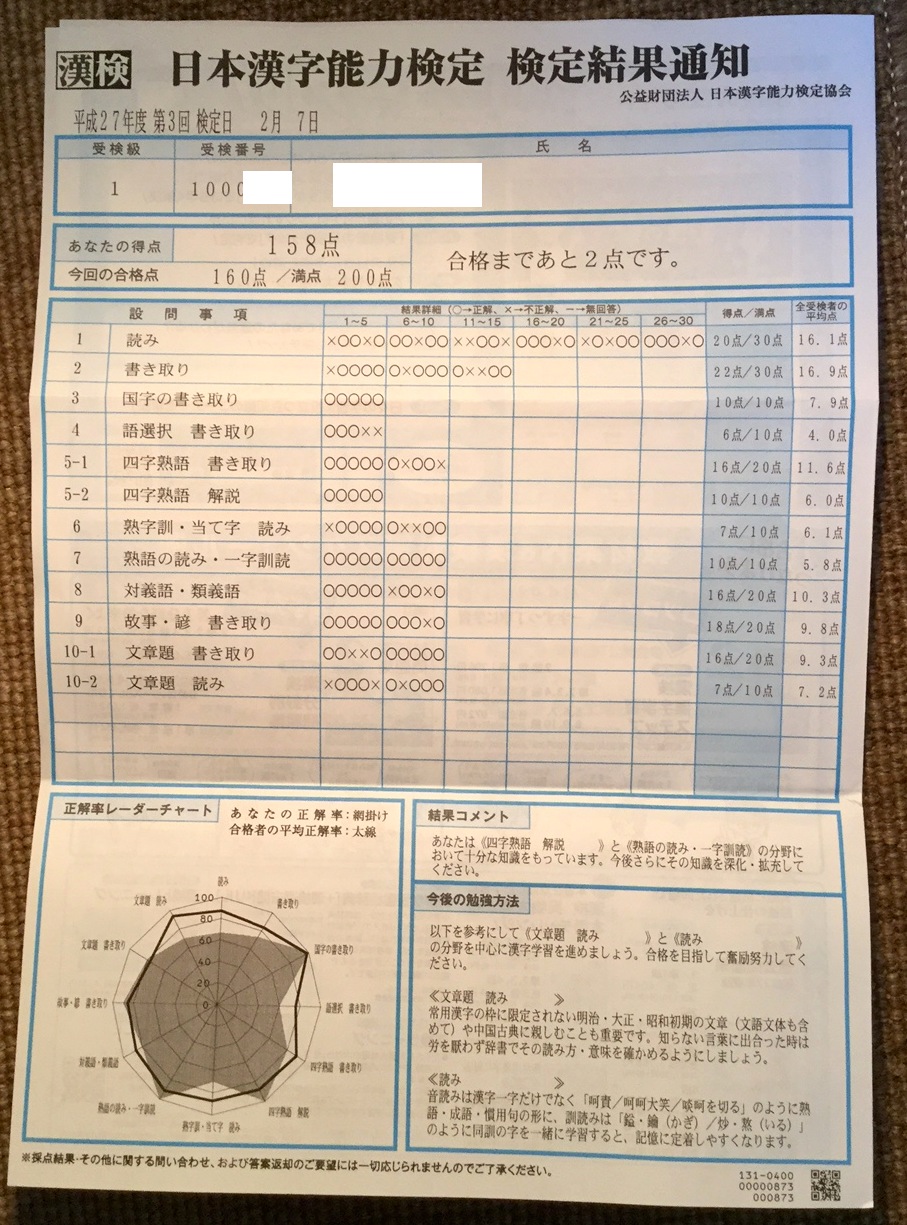 漢検 日本漢字能力検定 検定結果通知
公益財団法人 日本漢字能力検定協会
平成27年度 第3回 検定日 2月 7日
受検級 受検番号 氏名
1 1000
あなたの得点 158点
合格まであと2点です。
今回の合格点 160点 /満点 200点
設問事項 結果詳細(○→正解、×→不正解、-→無回答) 得点/満点 全受検者の平均点
1~5 6~10 11~15 16~20 21~25 26~30
1 読み ×○○×○ ○○×○○ ××○○× ○○○×○ ×○×○○ ○○○×○ 20点/30点 16.1点
2 書き取り ×○○○○ ○×○○○ ○××○○ 22点/30点 16.9点
3 国字の書き取り ○○○○○ 10点/10点 7.9点
4 語選択 書き取り ○○○×× 6点/10点 4.0点
5-1 四字熟語 書き取り ○○○○○ ○×○○× 16点/20点 11.6点
5-2 四字熟語 解説 ○○○○○ 10点/10点 6.0点
6 熟字訓・当て字 読み ×○○○○ ○××○○ 7点/10点 6.1点
7 熟語の読み・一字訓読 ○○○○○ ○○○○○ 10点/10点 5.8点
8 対義語・類義語 ○○○○○ ×○○×○ 16点/20点 10.3点
9 故事・諺 書き取り ○○○○○ ○○○×○ 18点/20点 9.8点
10-1 文章題 書き取り ○○××○ ○○○○○ 16点/20点 9.3点
10-2 文章題 読み ×○○○× ○×○○○ 7点/10点 7.2点
正解率レーダーチャート
あなたの正解率:網掛け
合格者の平均正解率:太線
読み
書き取り
国字の書き取り
語選択 書き取り
四字熟語 書き取り
四字熟語 解説
熟字訓・当て字 読み
熟語の読み・一字訓読
対義語・類義語
故事・諺 書き取り
文章題 書き取り
文章題 読み
100
80
60
40
20
0
結果コメント
あなたは《四字熟語 解説 》と《熟語の読み・一字訓読》の分野に
おいて十分な知識をもっています。今後さらにその知識を深化・拡充して
ください。
今後の勉強方法
以下を参考にして《文章題 読み 》と《読み 》
の分野を中心に漢字学習を進めましょう。合格を目指して奮励努力してく
ださい。
≪文章題 読み ≫
常用漢字の枠に限定されない明治・大正・昭和初期の文章(文語文体も含
めて)や中国古典に親しむことも重要です。知らない言葉に出合った時は
労を厭わず辞書でその読み方・意味を確かめるようにしましょう。
≪読み ≫
音読みは漢字一字だけでなく「呵責/呵呵大笑/啖呵を切る」のように熟
語・成語・慣用句の形に、訓読みは「鎰・鑰(かぎ)/炒・熬(いる)」
のように同訓の字を一緒に学習すると、記憶に定着しやすくなります。
※採点結果・その他に関する問い合わせ、および答案返却のご要望には一切応じられませんのでご了承ください。
131-0400
00000873
000873